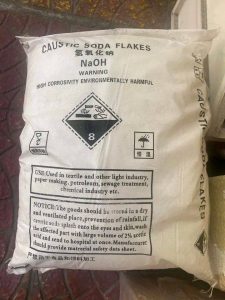 CAUSTIC SODA FLAKES
氢氧化钠
NaOH
WARNING
HIGH CORROSIVITY ENVIRONMENTALLY HARMFUL
8
USE:Used in textile and other light industry,
paper making, petroleum, sewage treatment,
chemical industry etc.
NOTICE:The goods should be stored in a dry
and ventilated place,prevention of rainfall,if
caustic soda splash onto the eyes and skin,wash
the affected part with large volume of 2% acetic
acid and send to hospital at once. Manufacturer
should provide material safety data sheet.